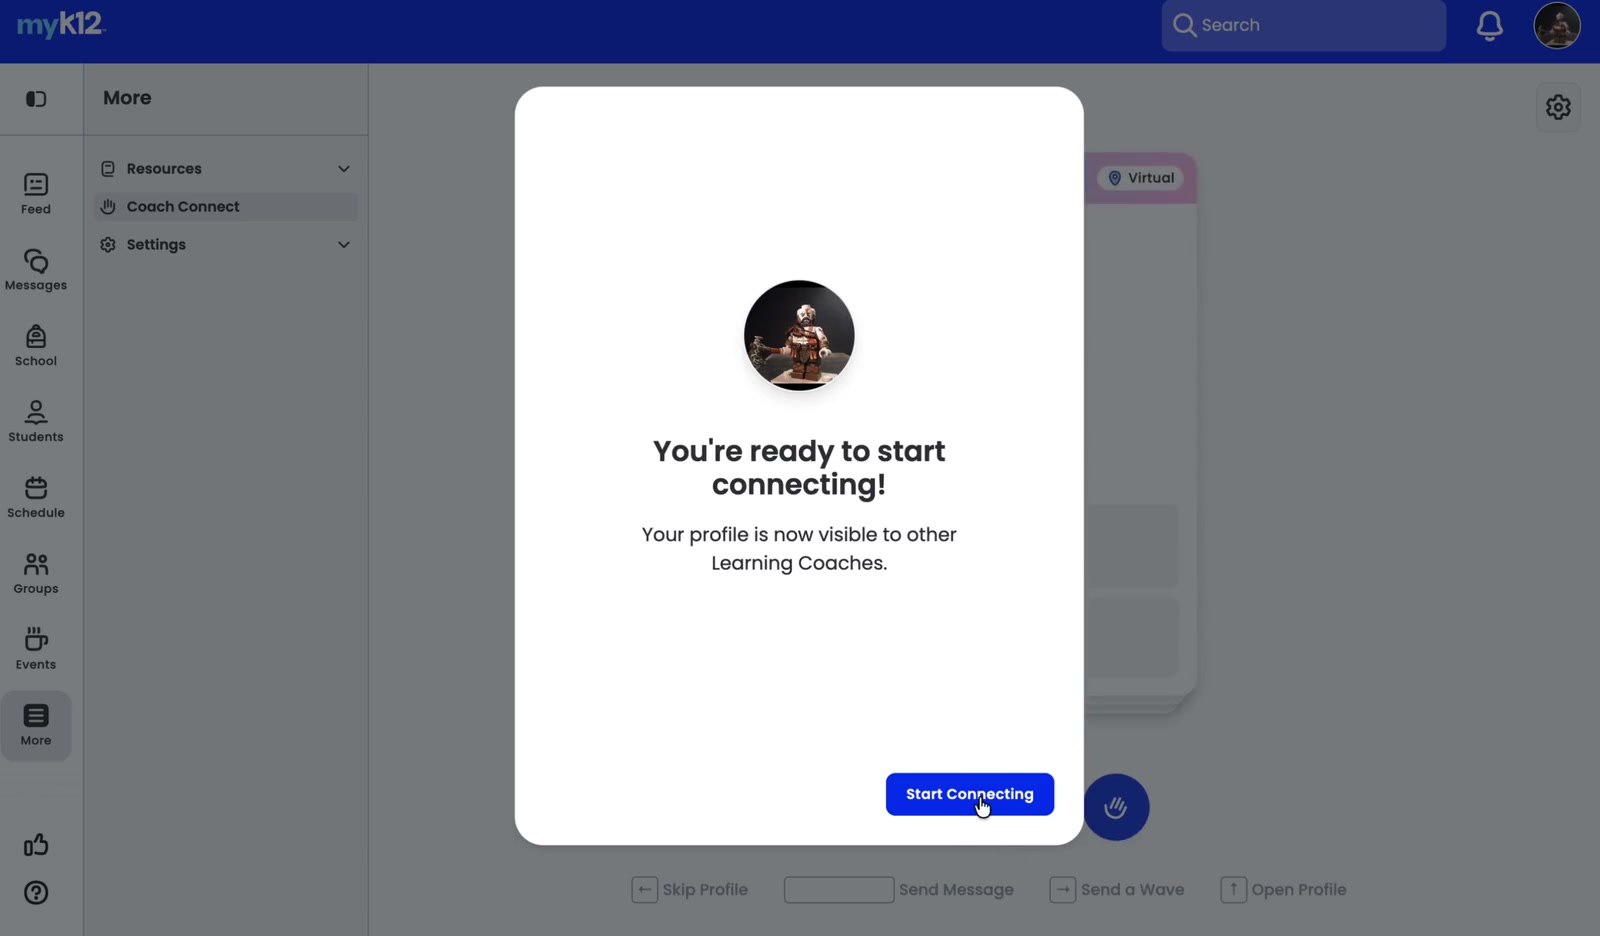 myK12
Search
More
Resources
Coach Connect
Settings
Feed
Messages
School
Students
Schedule
Groups
Events
More
Virtual
You're ready to start
connecting!
Your profile is now visible to other
Learning Coaches.
Start Connecting
← Skip Profile
Send Message
→ Send a Wave
↑ Open Profile